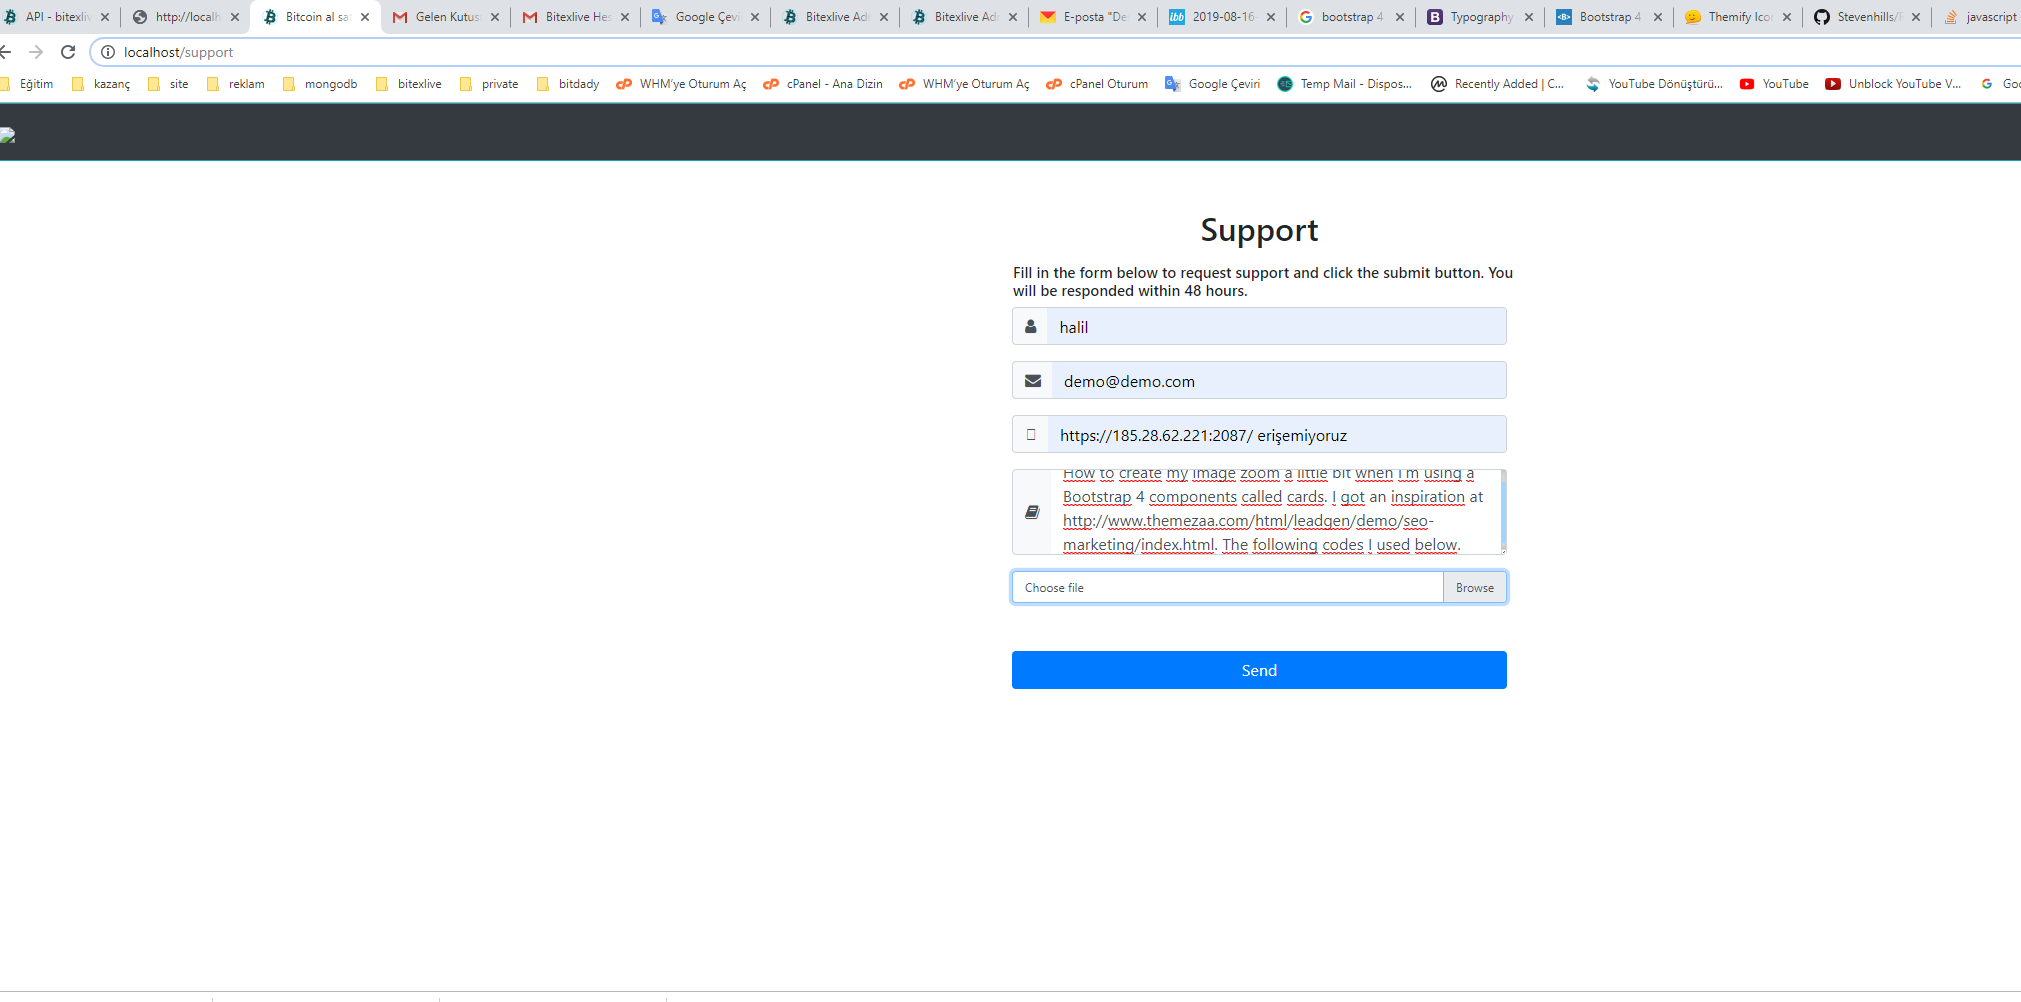 API - bitexliv
http://localh
Bitcoin al sa
Gelen Kutus
Bitexlive Hes
Google Çevi
Bitexlive Adr
Bitexlive Adr
E-posta "De
2019-08-16-
bootstrap 4
Typography
Bootstrap 4
Themify Ico
Stevenhills/
javascript
localhost/support
Eğitim
kazanç
site
reklam
mongodb
bitexlive
private
bitdady
WHM'ye Oturum Aç
cPanel - Ana Dizin
WHM'ye Oturum Aç
cPanel Oturum
Google Çeviri
Temp Mail - Dispos...
Recently Added | C...
YouTube Dönüştürü...
YouTube
Unblock YouTube V...
Goo
Support
Fill in the form below to request support and click the submit button. You
will be responded within 48 hours.
halil
demo@demo.com
https://185.28.62.221:2087/ erişemiyoruz
How to create my image zoom a little bit when I'm using a
Bootstrap 4 components called cards. I got an inspiration at
http://www.themezaa.com/html/leadgen/demo/seo-
marketing/index.html. The following codes I used below.
Choose file
Browse
Send